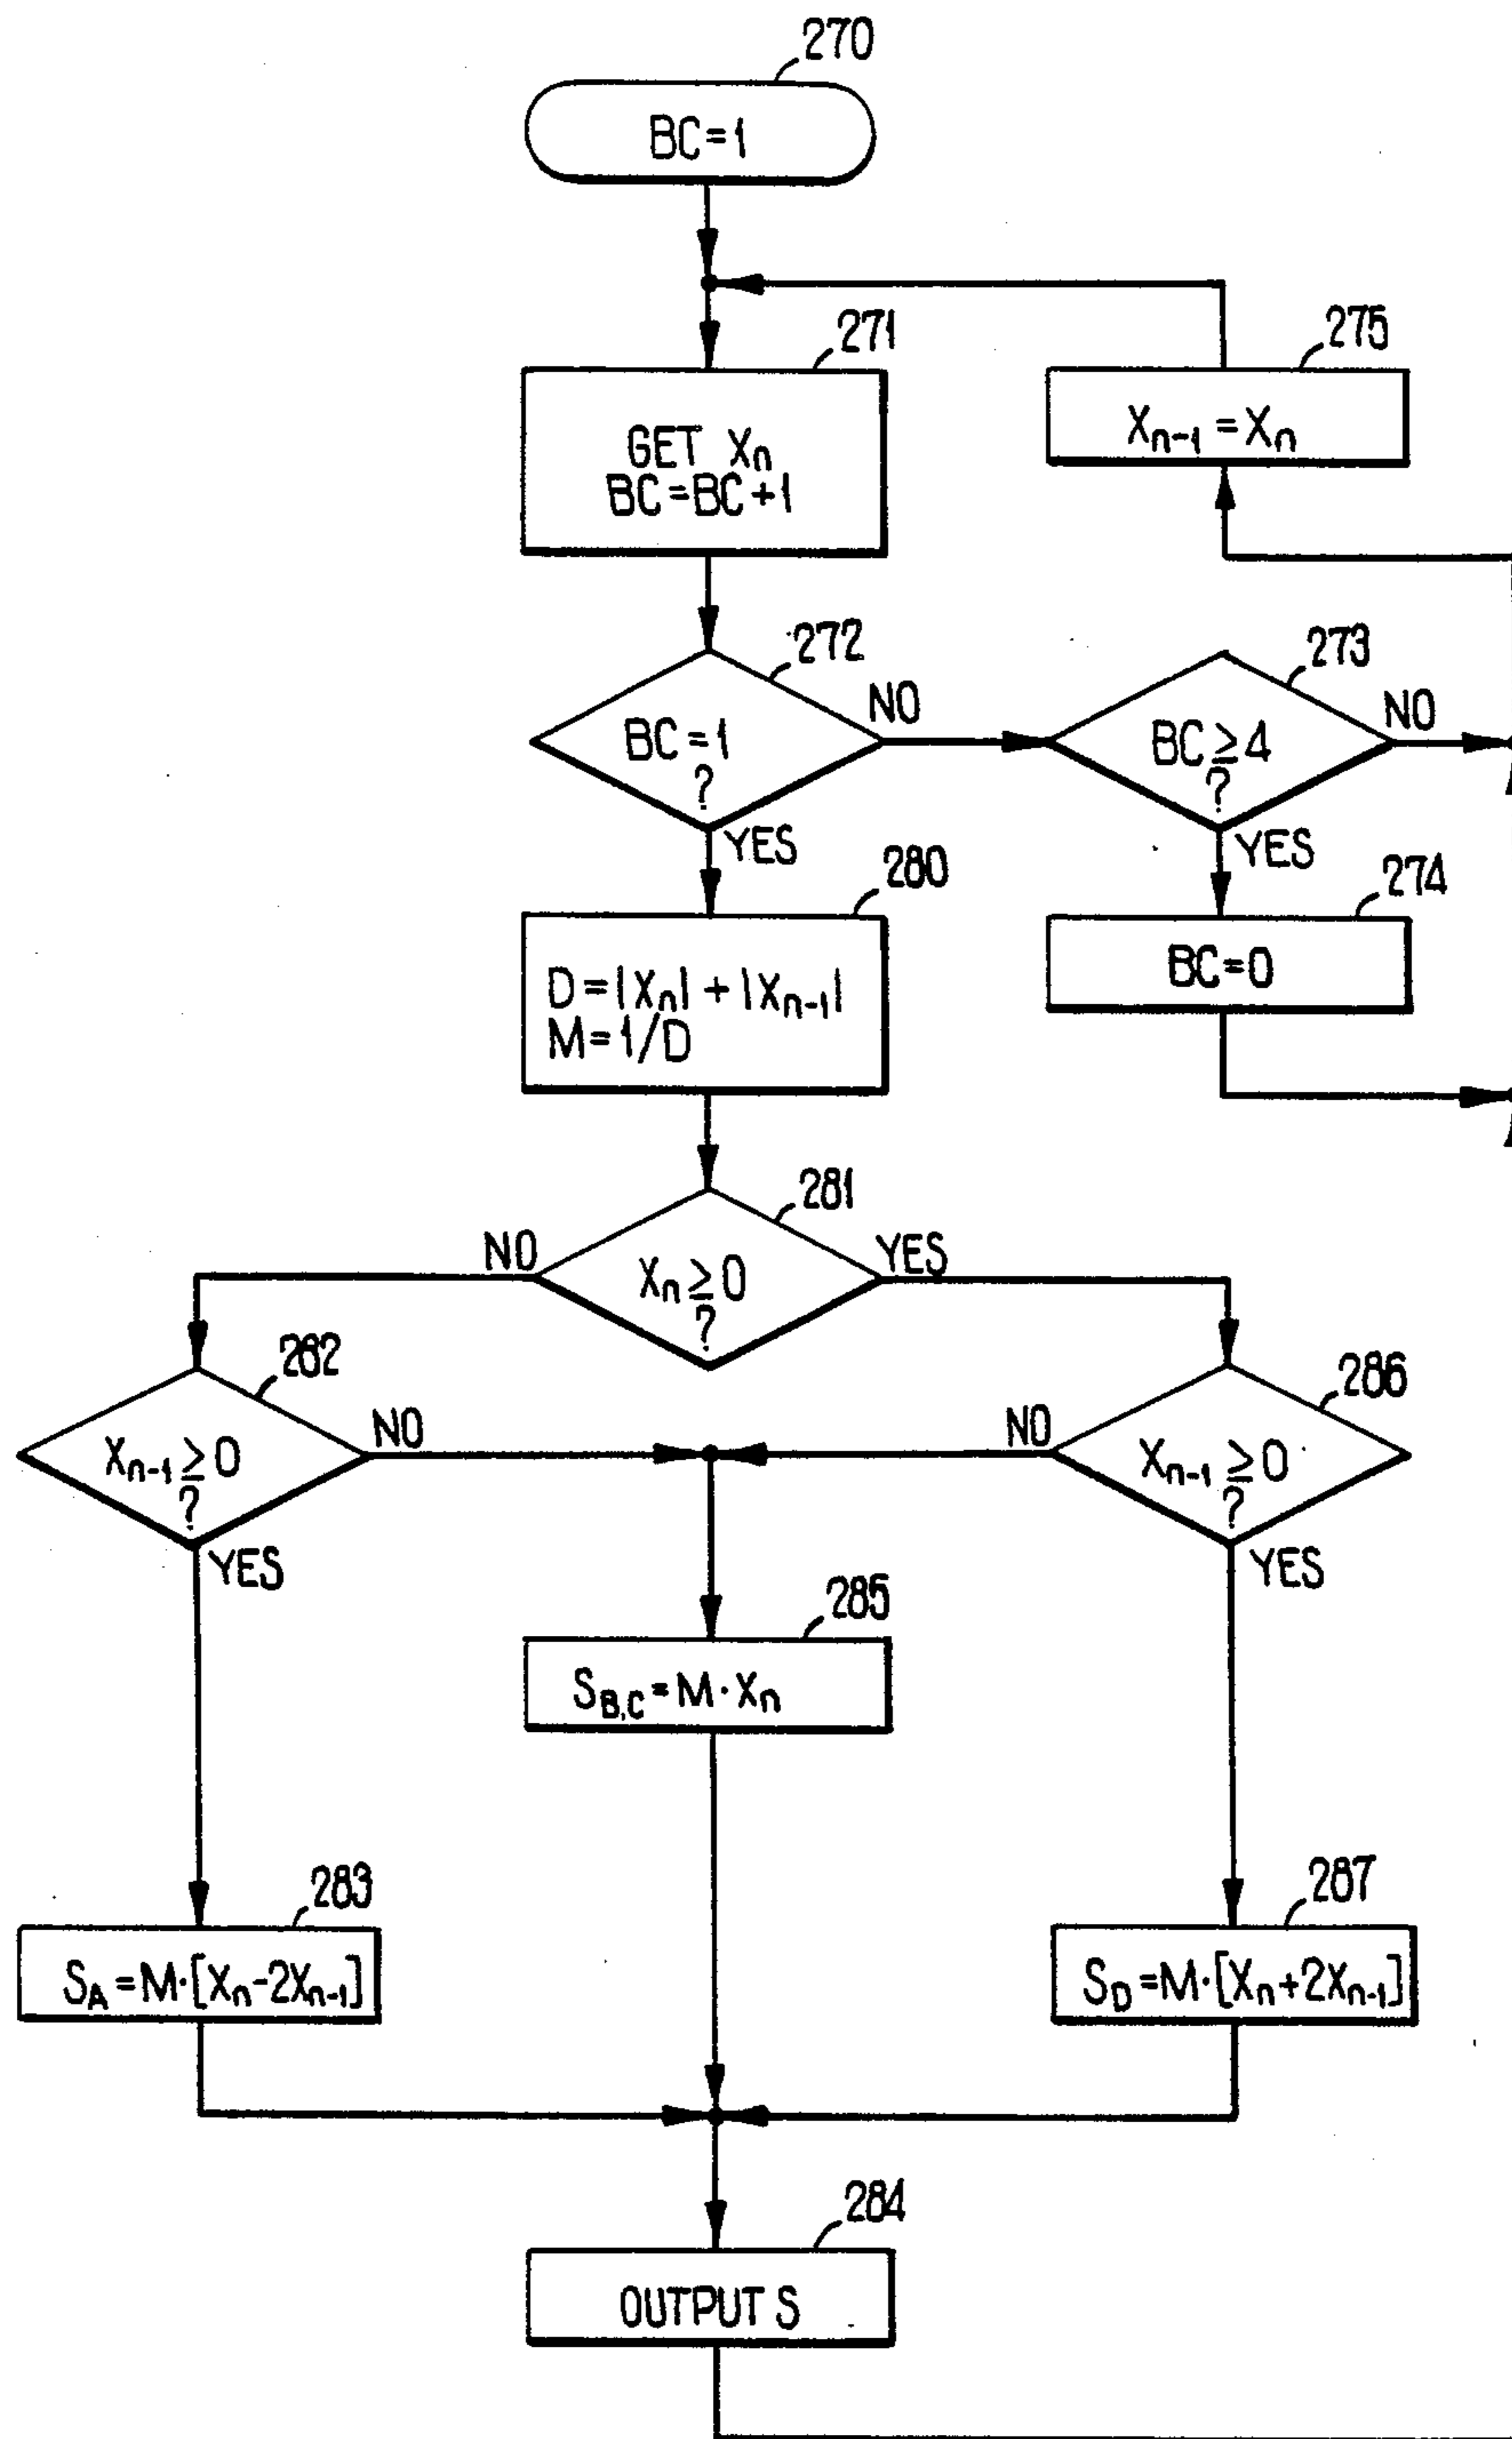 270
BC=1
271
GET Xn
BC=BC+1
275
Xn-1 = Xn
272
BC=1
?
NO
YES
273
BC≥4
?
NO
YES
280
D=|Xn| + |Xn-1|
M=1/D
274
BC=0
281
Xn≥0
?
NO
YES
282
Xn-1≥0
?
NO
YES
286
Xn-1≥0
?
NO
YES
285
SB,C=M·Xn
283
SA=M·[Xn-2Xn-1]
287
SD=M·[Xn+2Xn-1]
284
OUTPUT S